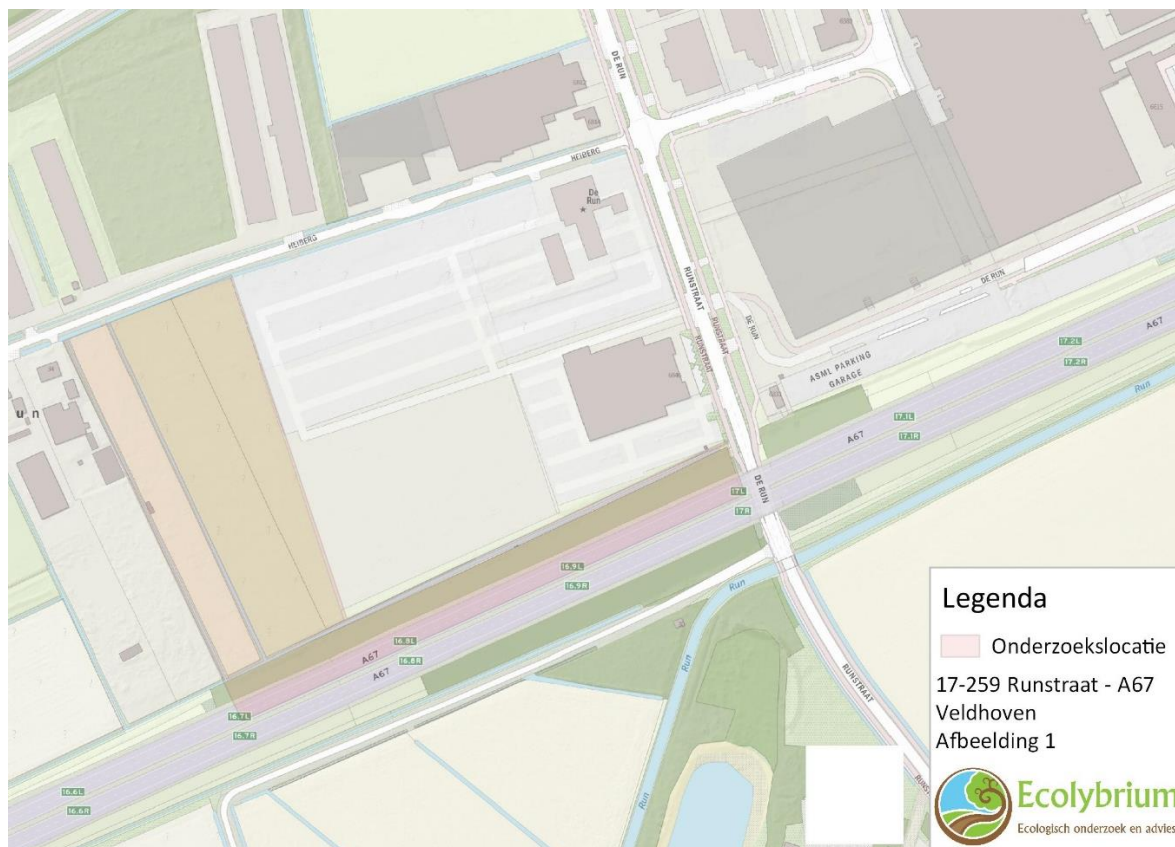 DE RUN
HEIBERG
De
Run
HEIBERG
DE RUN
RUNSTRAAT
RUNSTRAAT
RUNSTRAAT
DE RUN
ASML PARKING
GARAGE
A67
17.2L
17.2R
Run
17.1L
A67
17.1R
u n
17L
DE RUN
17R
16.9L
16.9R
16.8L
A67
16.8R
A67
16.7L
16.7R
16.6L
16.6R
Run
Run
Run
RUNSTRAAT
Legenda
Onderzoekslocatie
17-259 Runstraat - A67
Veldhoven
Afbeelding 1
Ecolybrium
Ecologisch onderzoek en advies